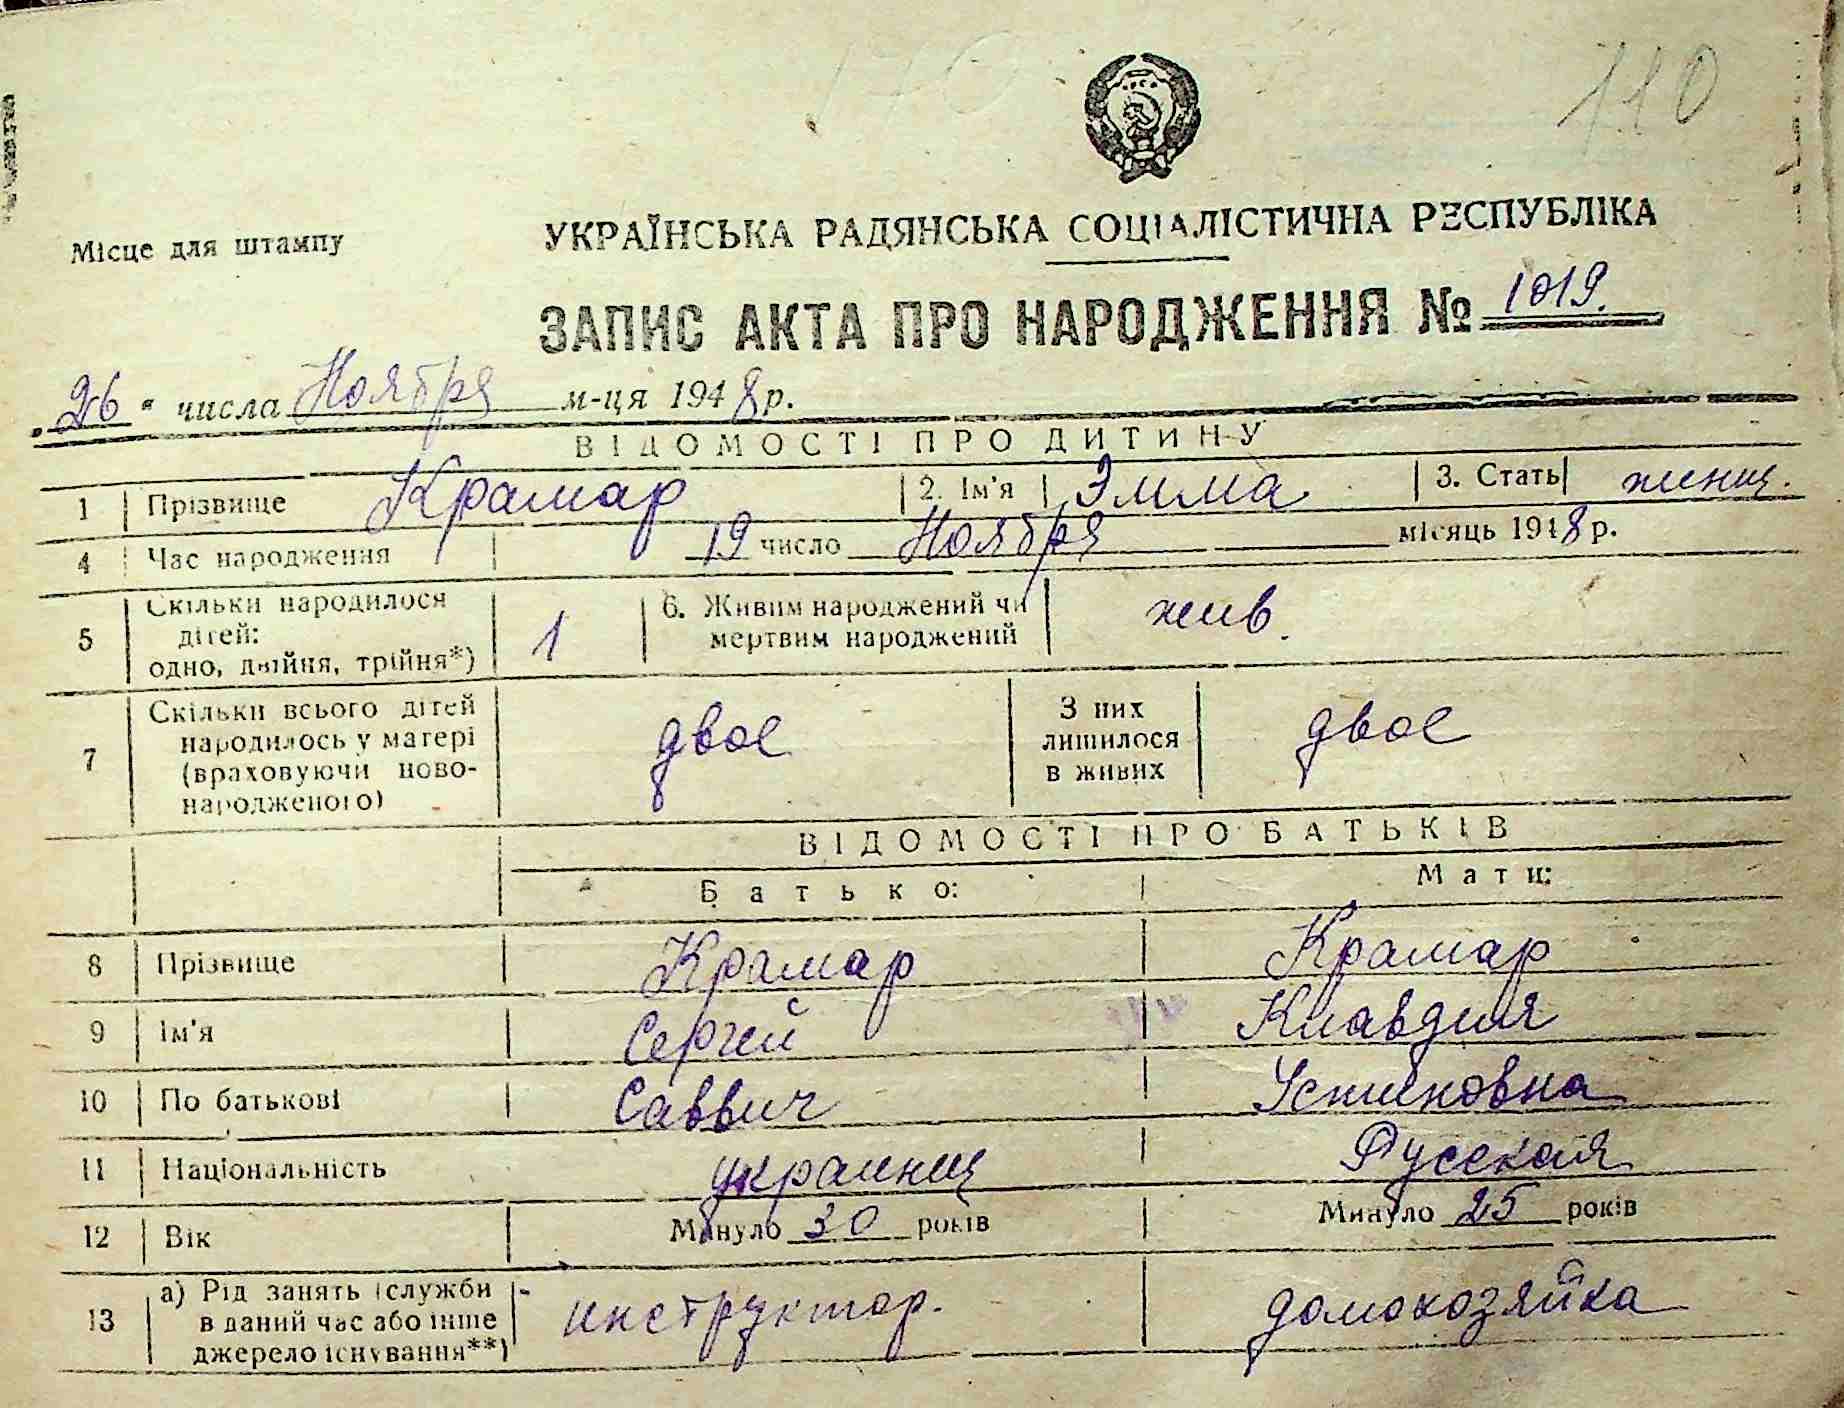 110
Місце для штампу
УКРАЇНСЬКА РАДЯНСЬКА СОЦІАЛІСТИЧНА РЕСПУБЛІКА
ЗАПИС АКТА ПРО НАРОДЖЕННЯ № 1019.
„26" числа Ноября м-ця 1948 р.
ВІДОМОСТІ ПРО ДИТИНУ
1 Прізвище Крамар 2. Ім'я Эмма 3. Стать женщ.
4 Час народження 19 число Ноября місяць 1948 р.
5 Скільки народилося дітей: одно, двійня, трійня*) 1 6. Живим народжений чи мертвим народжений жив.
7 Скільки всього дітей народилось у матері (враховуючи ново-народженого) двое З них лишилося в живих двое
ВІДОМОСТІ ПРО БАТЬКІВ
Батько: Мати:
8 Прізвище Крамар Крамар
9 Ім'я Сергей Клавдия
10 По батькові Саввич Устиновна
11 Національність украинец Русская
12 Вік Минуло 30 років Минуло 25 років
13 а) Рід занять (служби в даний час або інше джерело існування**) инструктор. домохозяйка